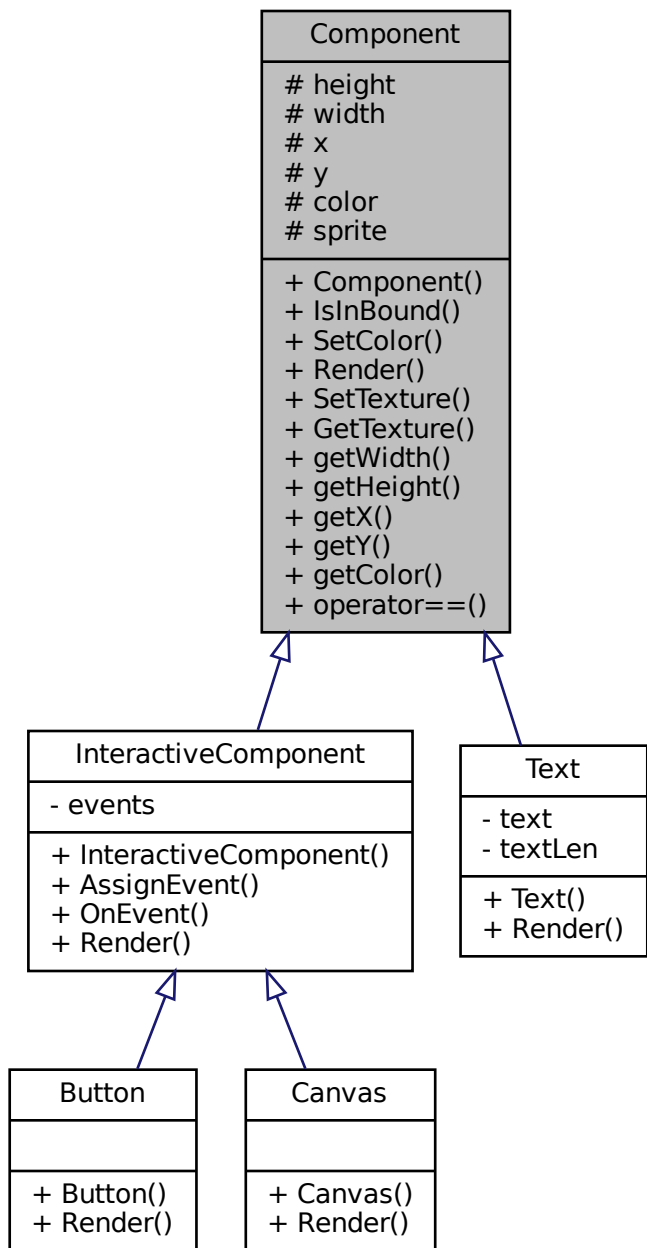 Component
# height
# width
# x
# y
# color
# sprite
+ Component()
+ IsInBound()
+ SetColor()
+ Render()
+ SetTexture()
+ GetTexture()
+ getWidth()
+ getHeight()
+ getX()
+ getY()
+ getColor()
+ operator==()
InteractiveComponent
- events
+ InteractiveComponent()
+ AssignEvent()
+ OnEvent()
+ Render()
Text
- text
- textLen
+ Text()
+ Render()
Button
+ Button()
+ Render()
Canvas
+ Canvas()
+ Render()